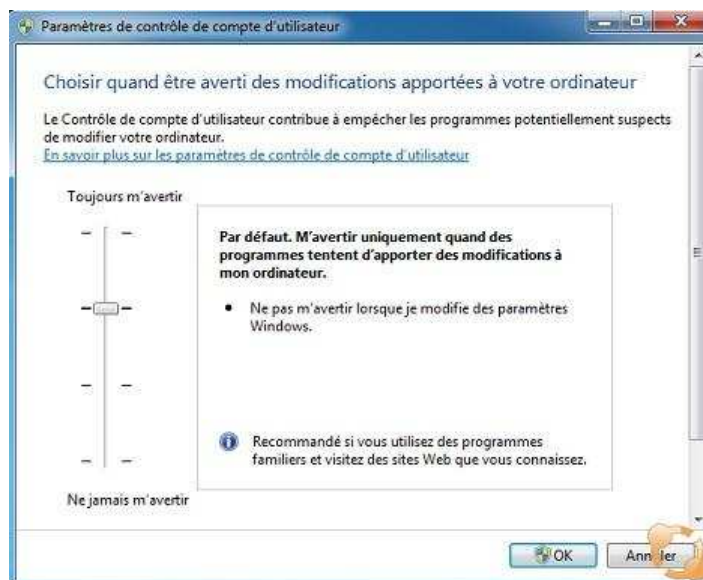 Paramètres de contrôle de compte d'utilisateur
Choisir quand être averti des modifications apportées à votre ordinateur
Le Contrôle de compte d'utilisateur contribue à empêcher les programmes potentiellement suspects
de modifier votre ordinateur.
En savoir plus sur les paramètres de contrôle de compte d'utilisateur
Toujours m'avertir
Par défaut. M'avertir uniquement quand des
programmes tentent d'apporter des modifications à
mon ordinateur.
• Ne pas m'avertir lorsque je modifie des paramètres
Windows.
Recommandé si vous utilisez des programmes
familiers et visitez des sites Web que vous connaissez.
Ne jamais m'avertir
OK
Annuler